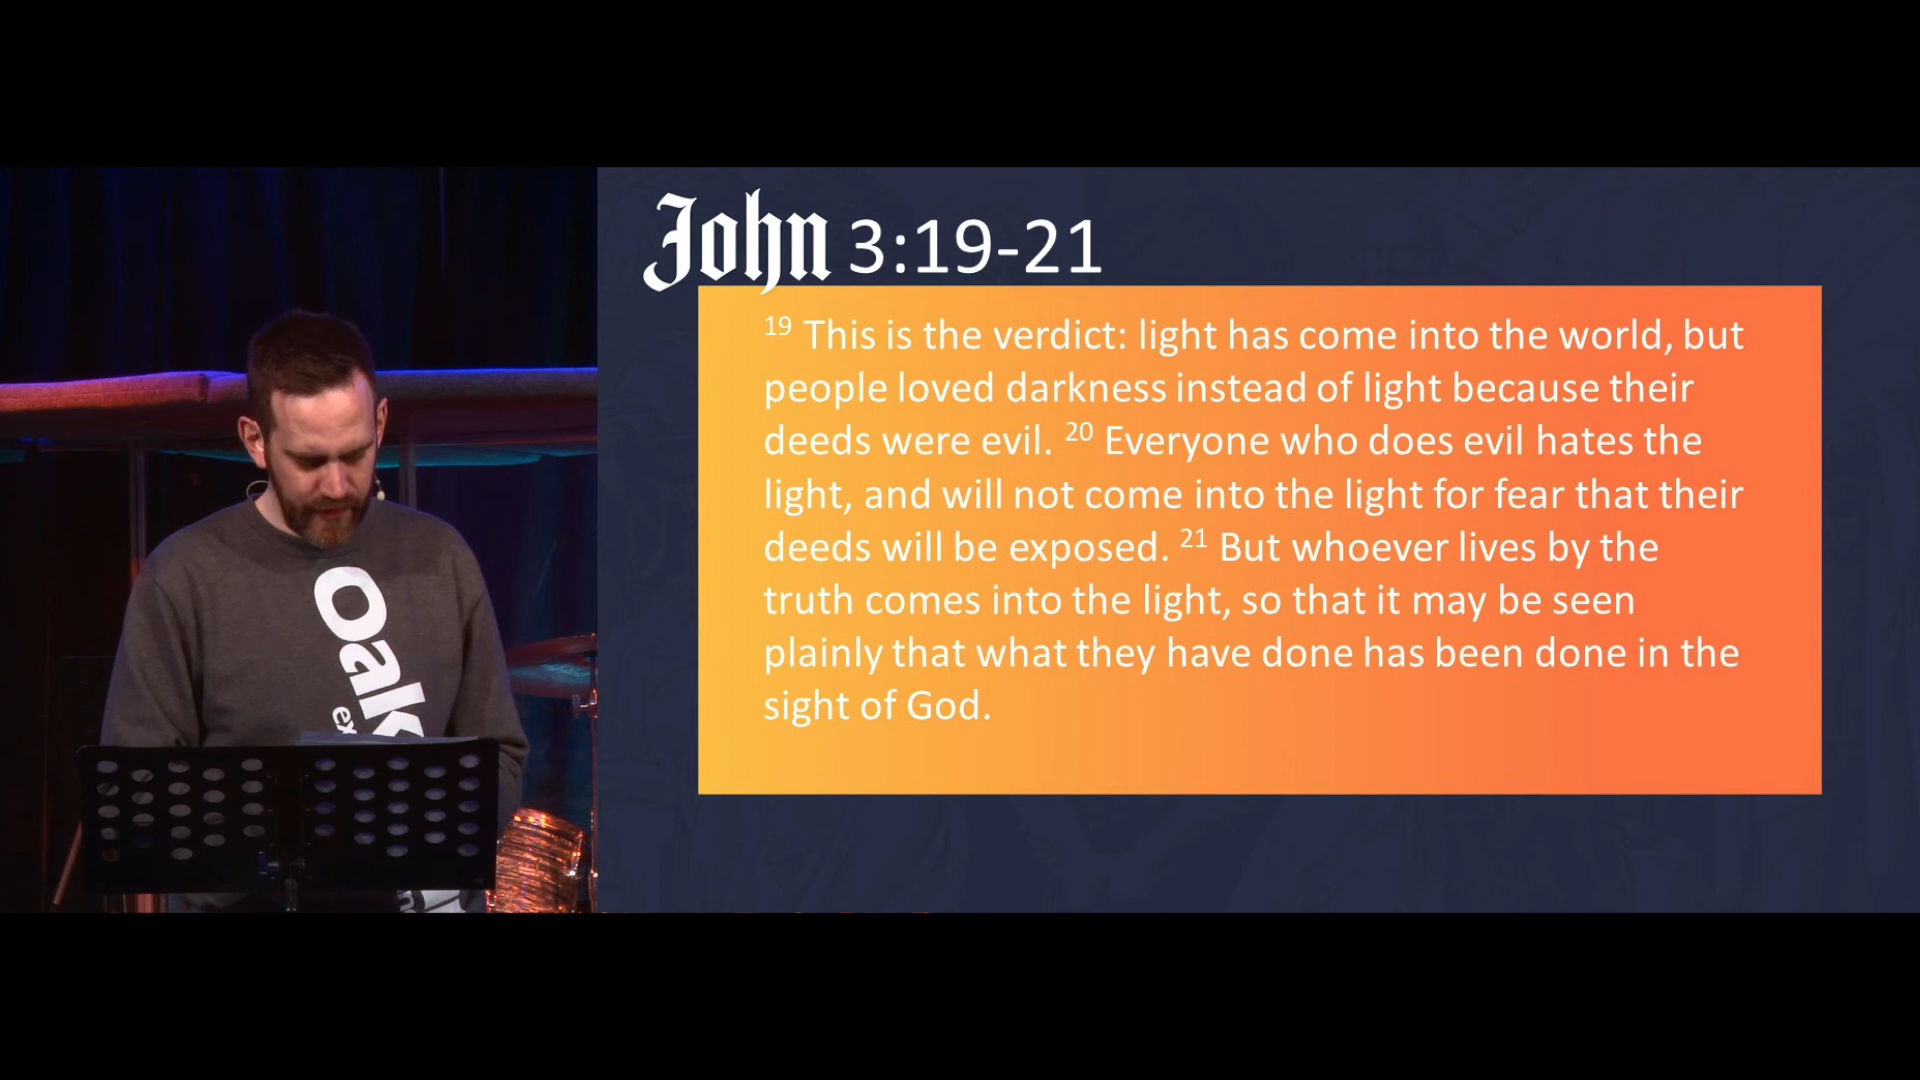 John 3:19-21
19 This is the verdict: light has come into the world, but
people loved darkness instead of light because their
deeds were evil. 20 Everyone who does evil hates the
light, and will not come into the light for fear that their
deeds will be exposed. 21 But whoever lives by the
truth comes into the light, so that it may be seen
plainly that what they have done has been done in the
sight of God.
Oak
ex